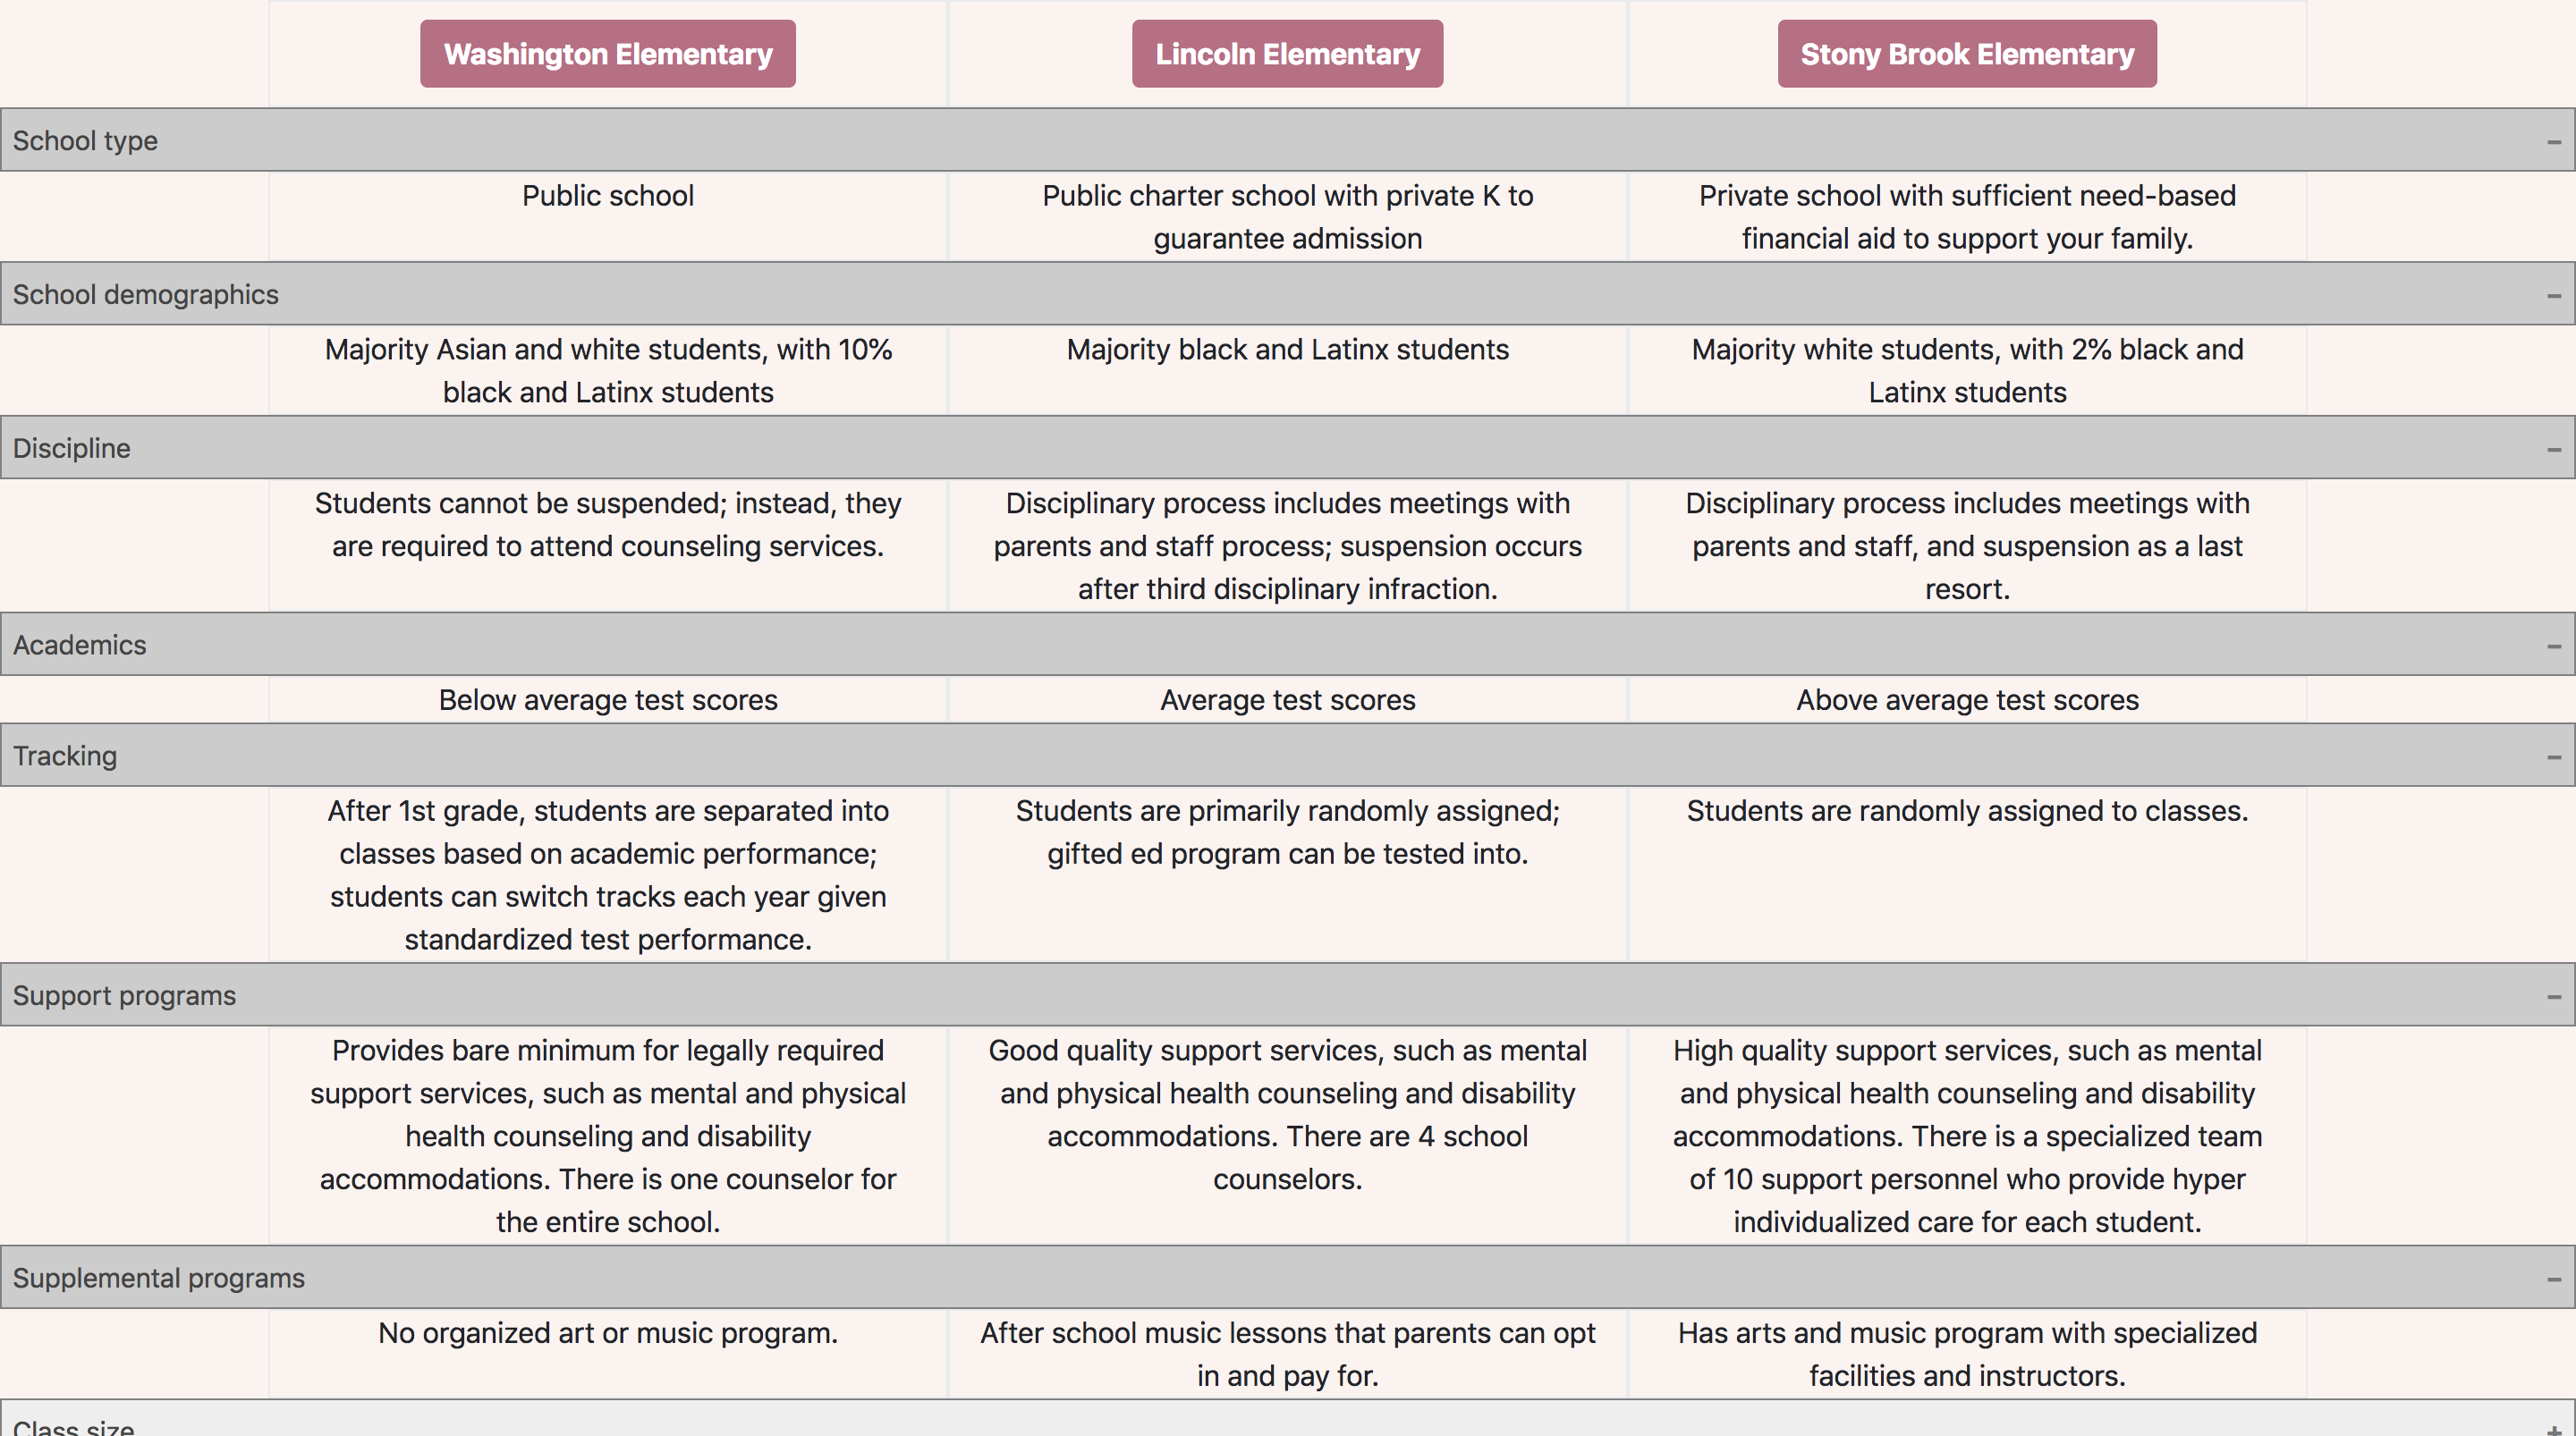 Washington Elementary
Lincoln Elementary
Stony Brook Elementary
School type
−
Public school
Public charter school with private K to
guarantee admission
Private school with sufficient need-based
financial aid to support your family.
School demographics
−
Majority Asian and white students, with 10%
black and Latinx students
Majority black and Latinx students
Majority white students, with 2% black and
Latinx students
Discipline
−
Students cannot be suspended; instead, they
are required to attend counseling services.
Disciplinary process includes meetings with
parents and staff process; suspension occurs
after third disciplinary infraction.
Disciplinary process includes meetings with
parents and staff, and suspension as a last
resort.
Academics
−
Below average test scores
Average test scores
Above average test scores
Tracking
−
After 1st grade, students are separated into
classes based on academic performance;
students can switch tracks each year given
standardized test performance.
Students are primarily randomly assigned;
gifted ed program can be tested into.
Students are randomly assigned to classes.
Support programs
−
Provides bare minimum for legally required
support services, such as mental and physical
health counseling and disability
accommodations. There is one counselor for
the entire school.
Good quality support services, such as mental
and physical health counseling and disability
accommodations. There are 4 school
counselors.
High quality support services, such as mental
and physical health counseling and disability
accommodations. There is a specialized team
of 10 support personnel who provide hyper
individualized care for each student.
Supplemental programs
−
No organized art or music program.
After school music lessons that parents can opt
in and pay for.
Has arts and music program with specialized
facilities and instructors.
Class size
+